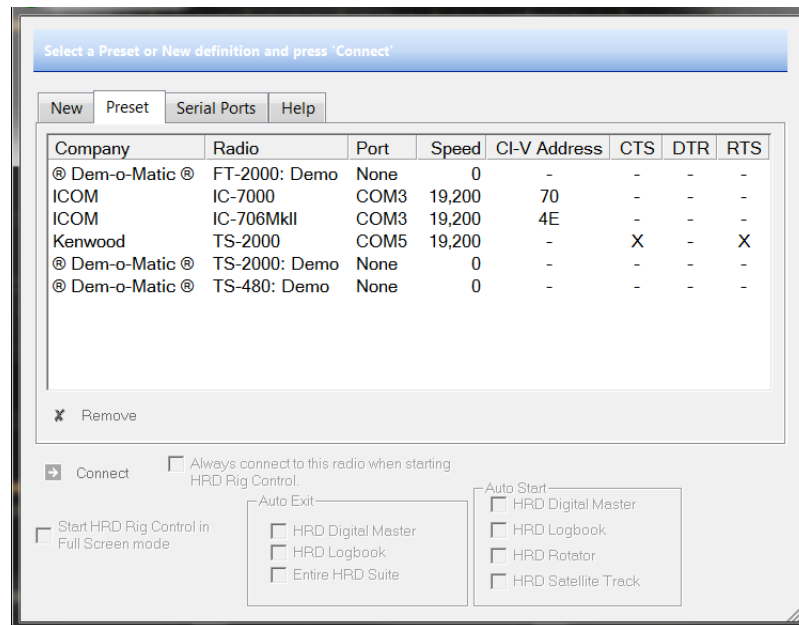 Select a Preset or New definition and press 'Connect'
New Preset Serial Ports Help
Company Radio Port Speed CI-V Address CTS DTR RTS
® Dem-o-Matic ® FT-2000: Demo None 0 - - - -
ICOM IC-7000 COM3 19,200 70 - - -
ICOM IC-706MkII COM3 19,200 4E - - -
Kenwood TS-2000 COM5 19,200 - X - X
® Dem-o-Matic ® TS-2000: Demo None 0 - - - -
® Dem-o-Matic ® TS-480: Demo None 0 - - - -
Remove
Connect
Always connect to this radio when starting
HRD Rig Control.
Start HRD Rig Control in
Full Screen mode
Auto Exit
HRD Digital Master
HRD Logbook
Entire HRD Suite
Auto Start
HRD Digital Master
HRD Logbook
HRD Rotator
HRD Satellite Track